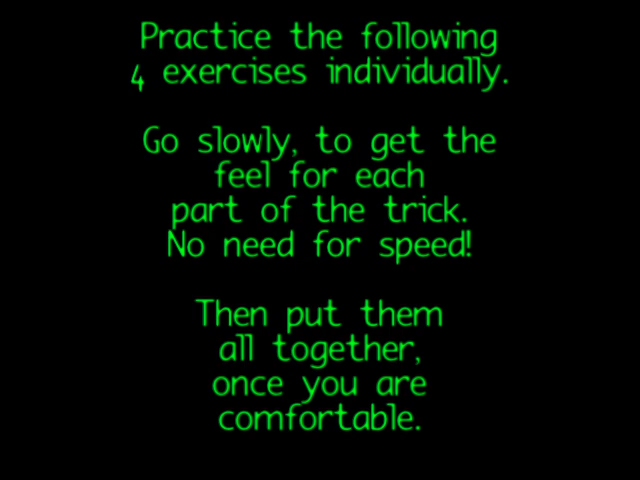 Practice the following
4 exercises individually.
Go slowly, to get the
feel for each
part of the trick.
No need for speed!
Then put them
all together,
once you are
comfortable.